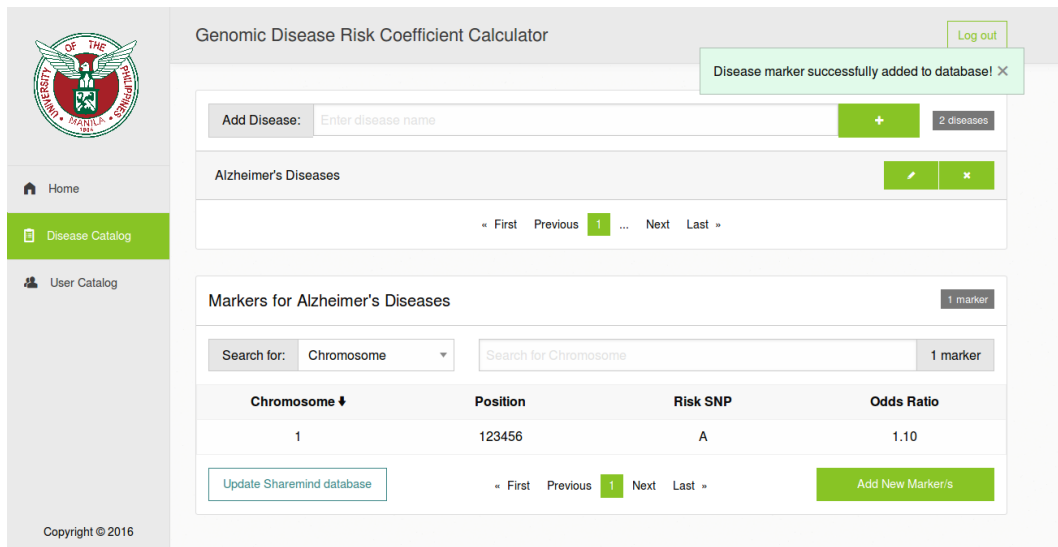 UNIVERSITY OF THE PHILIPPINES
MANILA
Genomic Disease Risk Coefficient Calculator
Log out
Disease marker successfully added to database! ×
Home
Disease Catalog
User Catalog
Copyright © 2016
Add Disease: Enter disease name + 2 diseases
Alzheimer's Diseases
« First Previous 1 ... Next Last »
Markers for Alzheimer's Diseases 1 marker
Search for: Chromosome Search for Chromosome 1 marker
Chromosome Position Risk SNP Odds Ratio
1 123456 A 1.10
Update Sharemind database « First Previous 1 Next Last » Add New Marker/s